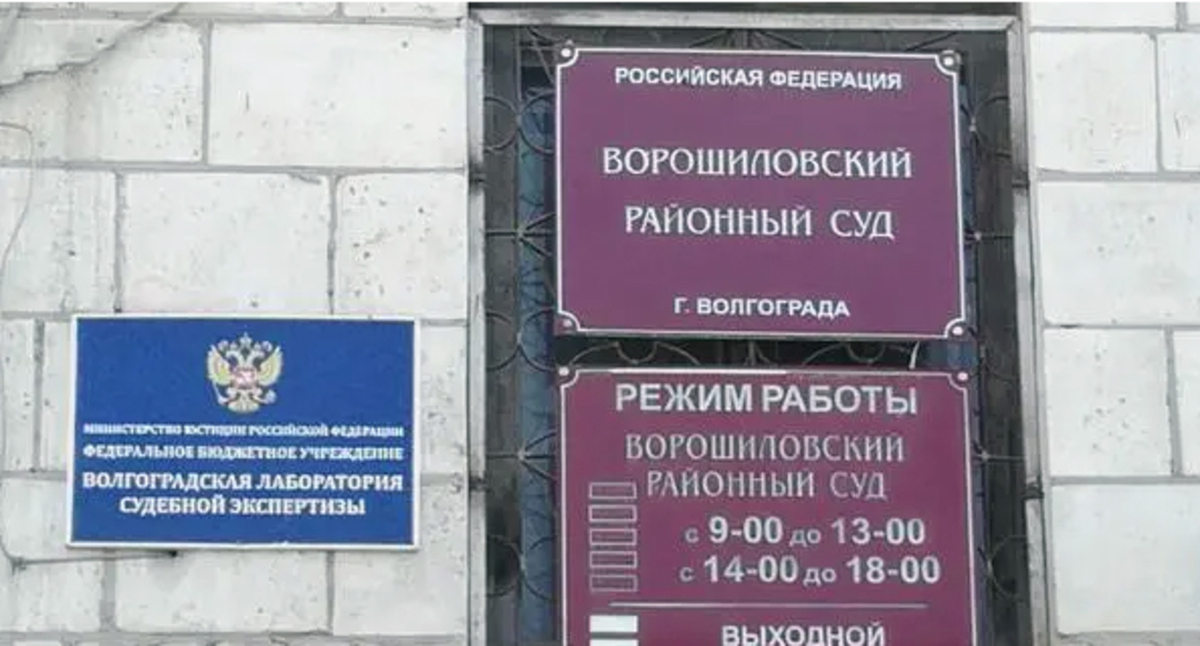 РОССИЙСКАЯ ФЕДЕРАЦИЯ
ВОРОШИЛОВСКИЙ
РАЙОННЫЙ СУД
Г. ВОЛГОГРАДА
МИНИСТЕРСТВО ЮСТИЦИИ РОССИЙСКОЙ ФЕДЕРАЦИИ
ФЕДЕРАЛЬНОЕ БЮДЖЕТНОЕ УЧРЕЖДЕНИЕ
ВОЛГОГРАДСКАЯ ЛАБОРАТОРИЯ
СУДЕБНОЙ ЭКСПЕРТИЗЫ
РЕЖИМ РАБОТЫ
ВОРОШИЛОВСКИЙ
РАЙОННЫЙ СУД
с 9-00 до 13-00
с 14-00 до 18-00
ВЫХОДНОЙ